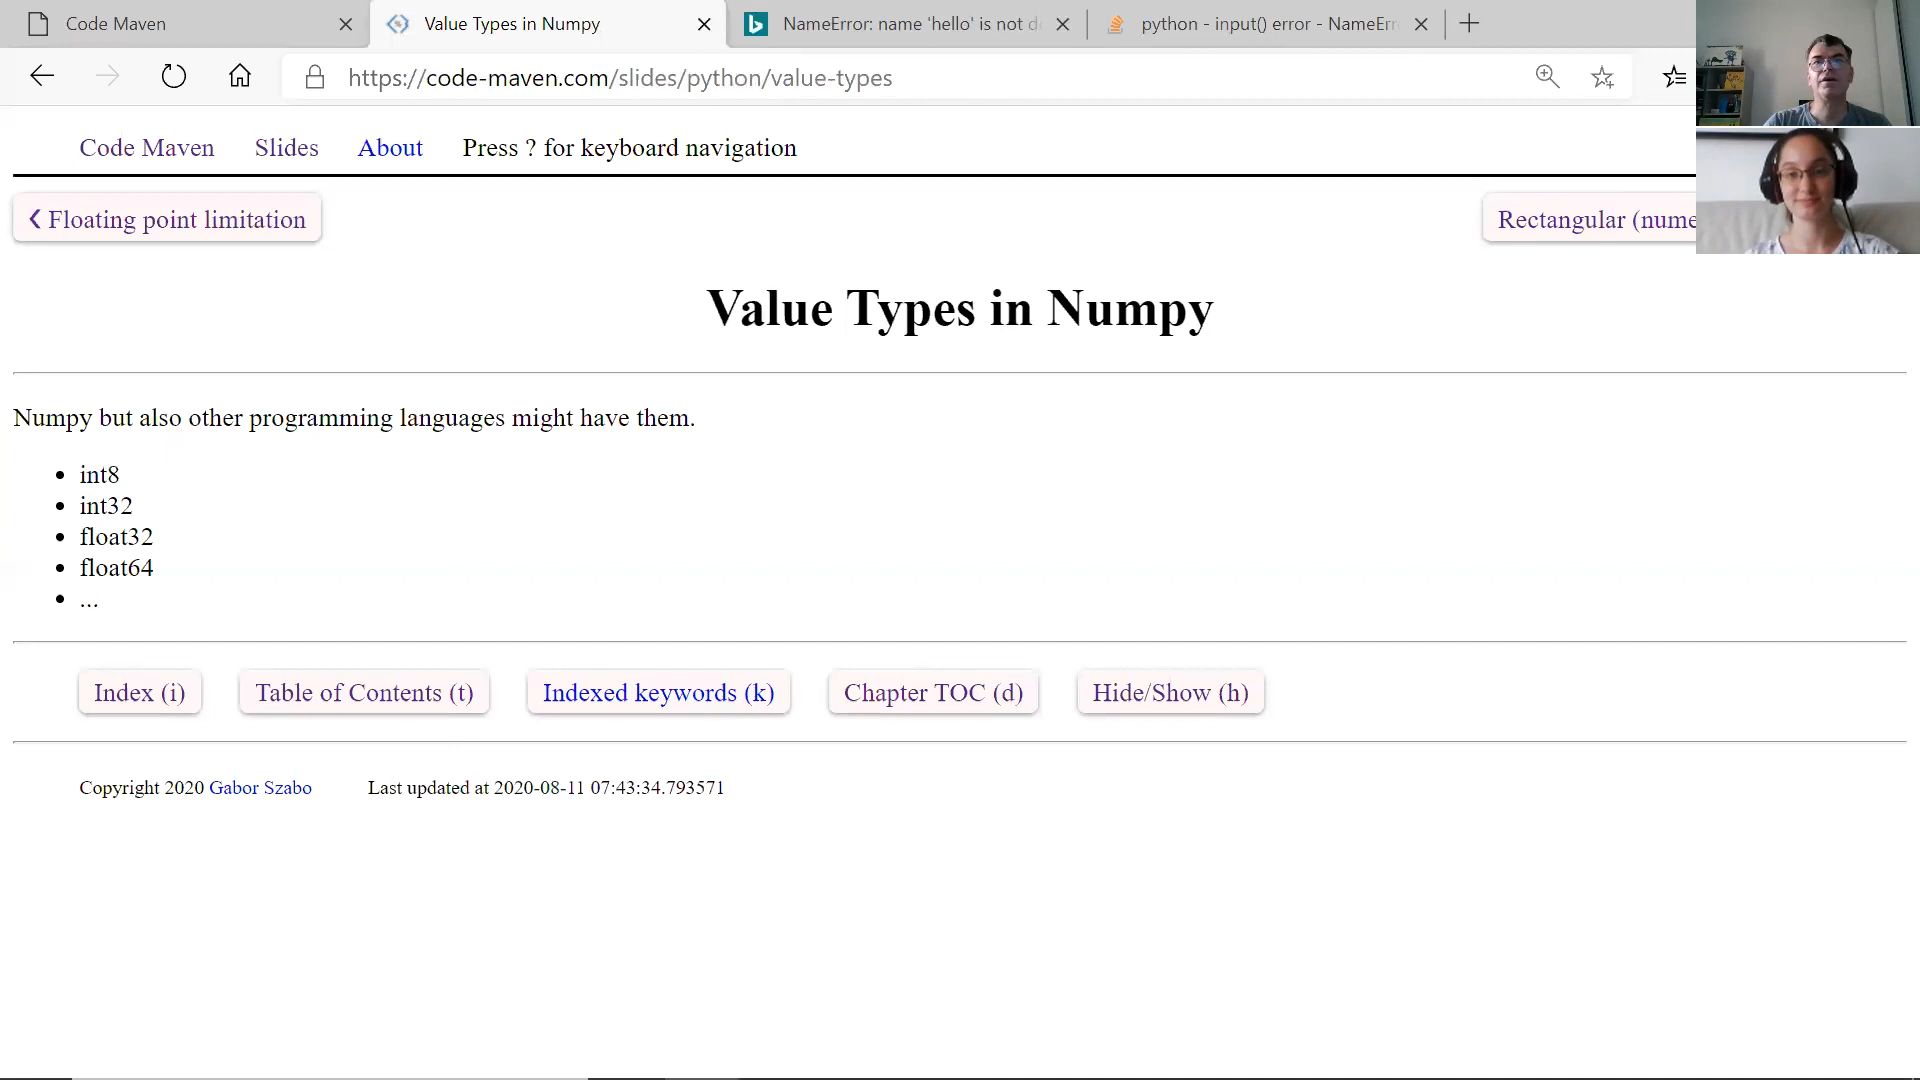 Code Maven
Value Types in Numpy
NameError: name 'hello' is not d
python - input() error - NameErr
https://code-maven.com/slides/python/value-types
Code Maven Slides About Press ? for keyboard navigation
❮ Floating point limitation
Rectangular (nume
Value Types in Numpy
Numpy but also other programming languages might have them.
• int8
• int32
• float32
• float64
• ...
Index (i) Table of Contents (t) Indexed keywords (k) Chapter TOC (d) Hide/Show (h)
Copyright 2020 Gabor Szabo Last updated at 2020-08-11 07:43:34.793571